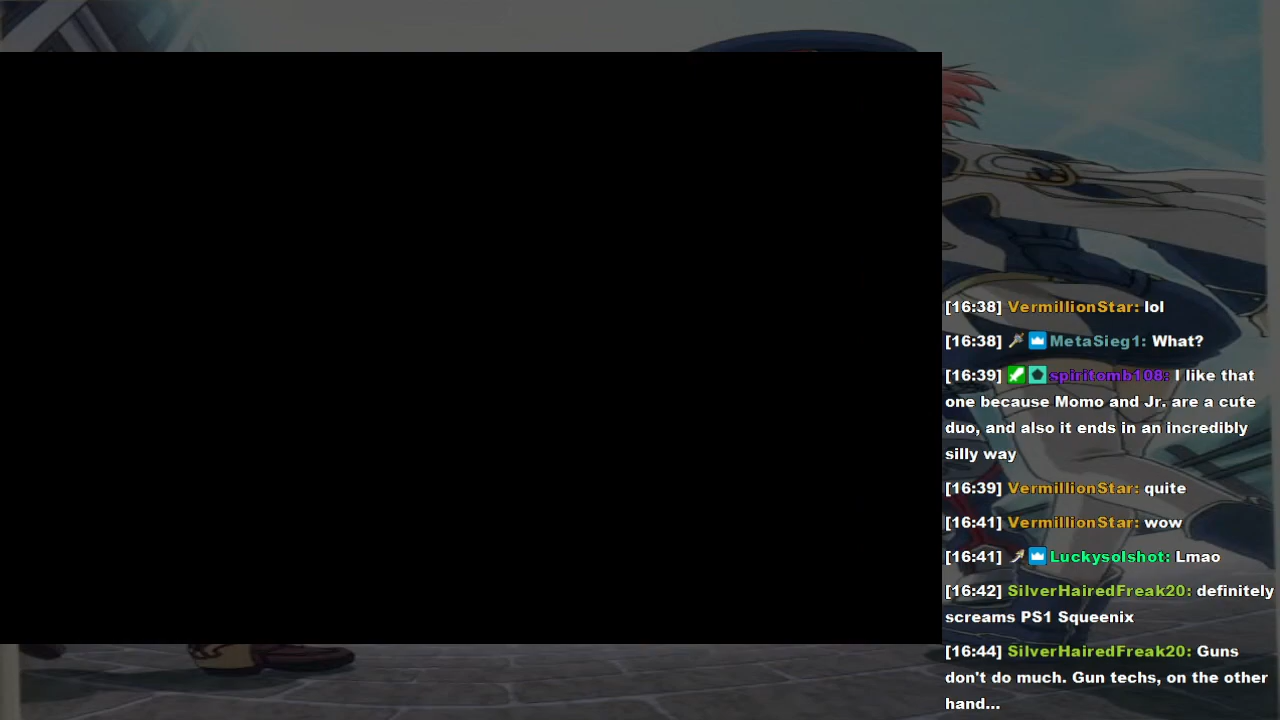 [16:38] VermillionStar: lol
[16:38] MetaSieg1: What?
[16:39] spiritomb108: I like that
one because Momo and Jr. are a cute
duo, and also it ends in an incredibly
silly way
[16:39] VermillionStar: quite
[16:41] VermillionStar: wow
[16:41] Luckysolshot: Lmao
[16:42] SilverHairedFreak20: definitely
screams PS1 Squeenix
[16:44] SilverHairedFreak20: Guns
don't do much. Gun techs, on the other
hand...